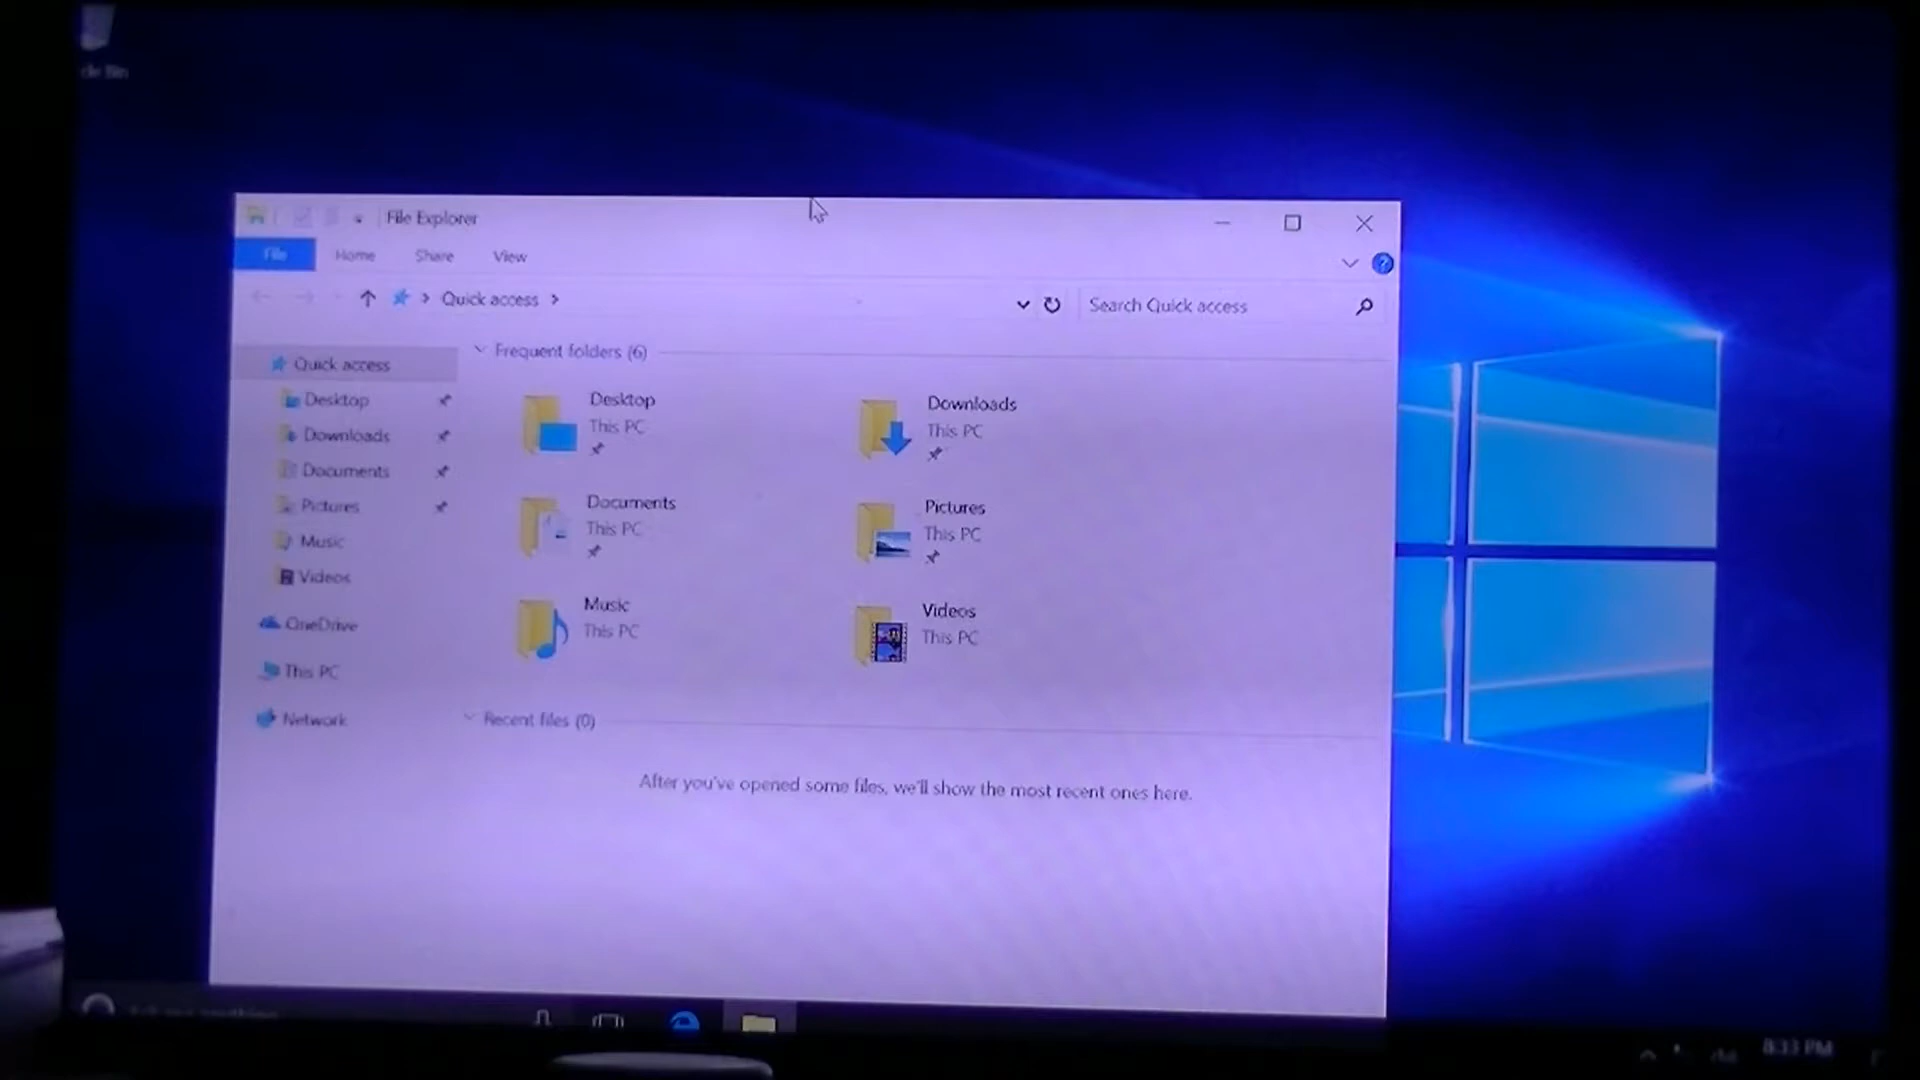 File Explorer
File Home Share View
Quick access
Search Quick access
Quick access
Desktop
Downloads
Documents
Pictures
Music
Videos
OneDrive
This PC
Network
Frequent folders (6)
Desktop
This PC
Downloads
This PC
Documents
This PC
Pictures
This PC
Music
This PC
Videos
This PC
Recent files (0)
After you've opened some files, we'll show the most recent ones here.
8:33 PM